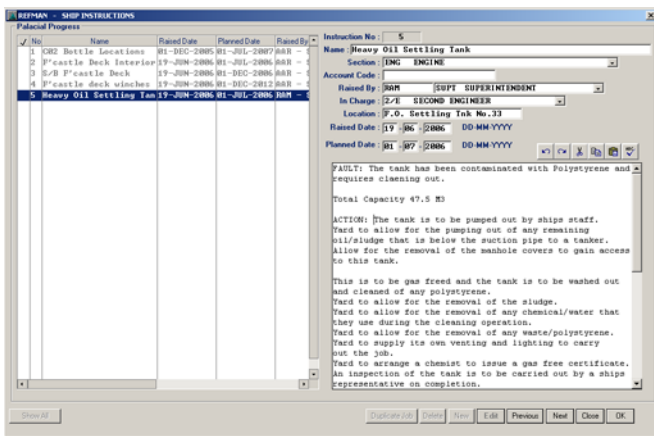 REFMAN - SHIP INSTRUCTIONS
Palacial Progress
No Name Raised Date Planned Date Raised By
1 CO2 Bottle Locations 01-DEC-2005 01-JUL-2007 AAR - S
2 F'castle Deck Interior 19-JUN-2006 01-JUL-2006 AAR - S
3 S/B F'castle Deck 19-JUN-2006 01-DEC-2006 AAR - S
4 F'castle deck winches 19-JUN-2006 01-DEC-2012 AAR - S
5 Heavy Oil Settling Tan 19-JUN-2006 01-JUL-2006 RAM - S
Instruction No : 5
Name : Heavy Oil Settling Tank
Section : ENG ENGINE
Account Code :
Raised By : RAM SUPT SUPERINTENDENT
In Charge : 2/E SECOND ENGINEER
Location : F.O. Settling Tnk No.33
Raised Date : 19 - 06 - 2006 DD-MM-YYYY
Planned Date : 01 - 07 - 2006 DD-MM-YYYY
FAULT: The tank has been contaminated with Polystyrene and
requires claening out.
Total Capacity 47.5 M3
ACTION: The tank is to be pumped out by ships staff.
Yard to allow for the pumping out of any remaining
oil/sludge that is below the suction pipe to a tanker.
Allow for the removal of the manhole covers to gain access
to this tank.
This is to be gas freed and the tank is to be washed out
and cleaned of any polystyrene.
Yard to allow for the removal of the sludge.
Yard to allow for the removal of any chemical/water that
they use during the cleaning operation.
Yard to allow for the removal of any waste/polystyrene.
Yard to supply its own venting and lighting to carry
out the job.
Yard to arrange a chemist to issue a gas free certificate.
An inspection of the tank is to be carried out by a ships
representative on completion.
Show All Duplicate Job Delete New Edit Previous Next Close OK